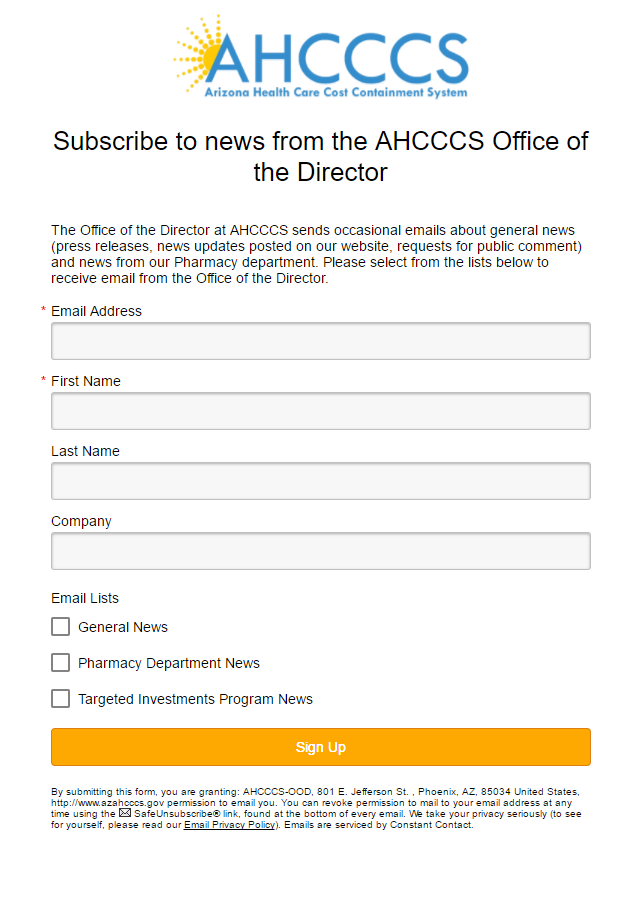 AHCCCS
Arizona Health Care Cost Containment System
Subscribe to news from the AHCCCS Office of
the Director
The Office of the Director at AHCCCS sends occasional emails about general news
(press releases, news updates posted on our website, requests for public comment)
and news from our Pharmacy department. Please select from the lists below to
receive email from the Office of the Director.
* Email Address
* First Name
Last Name
Company
Email Lists
General News
Pharmacy Department News
Targeted Investments Program News
Sign Up
By submitting this form, you are granting: AHCCCS-OOD, 801 E. Jefferson St. , Phoenix, AZ, 85034 United States,
http://www.azahcccs.gov permission to email you. You can revoke permission to mail to your email address at any
time using the SafeUnsubscribe® link, found at the bottom of every email. We take your privacy seriously (to see
for yourself, please read our Email Privacy Policy). Emails are serviced by Constant Contact.